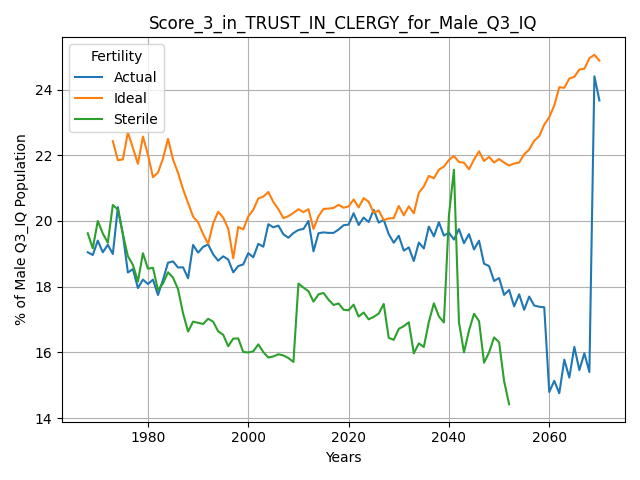 Score_3_in_TRUST_IN_CLERGY_for_Male_Q3_IQ
Fertility
Actual
Ideal
Sterile
% of Male Q3_IQ Population
24
22
20
18
16
14
1980
2000
2020
2040
2060
Years